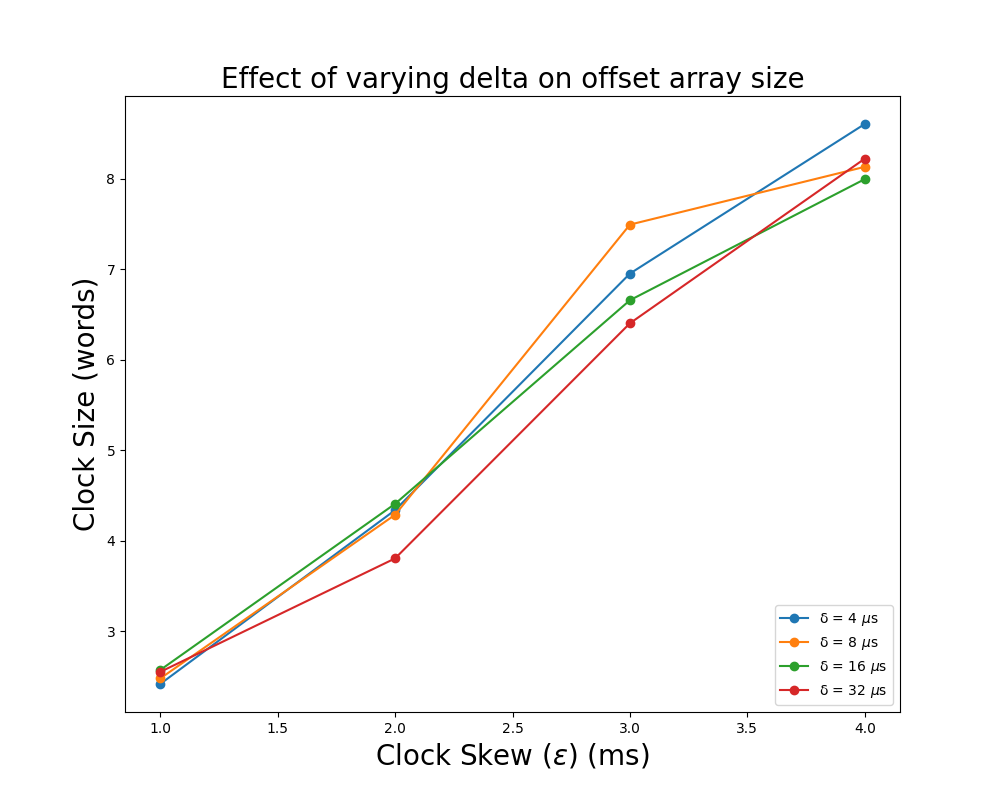 Effect of varying delta on offset array size
Clock Size (words)
8
7
6
5
4
3
1.0 1.5 2.0 2.5 3.0 3.5 4.0
Clock Skew (ε) (ms)
δ = 4 μs
δ = 8 μs
δ = 16 μs
δ = 32 μs